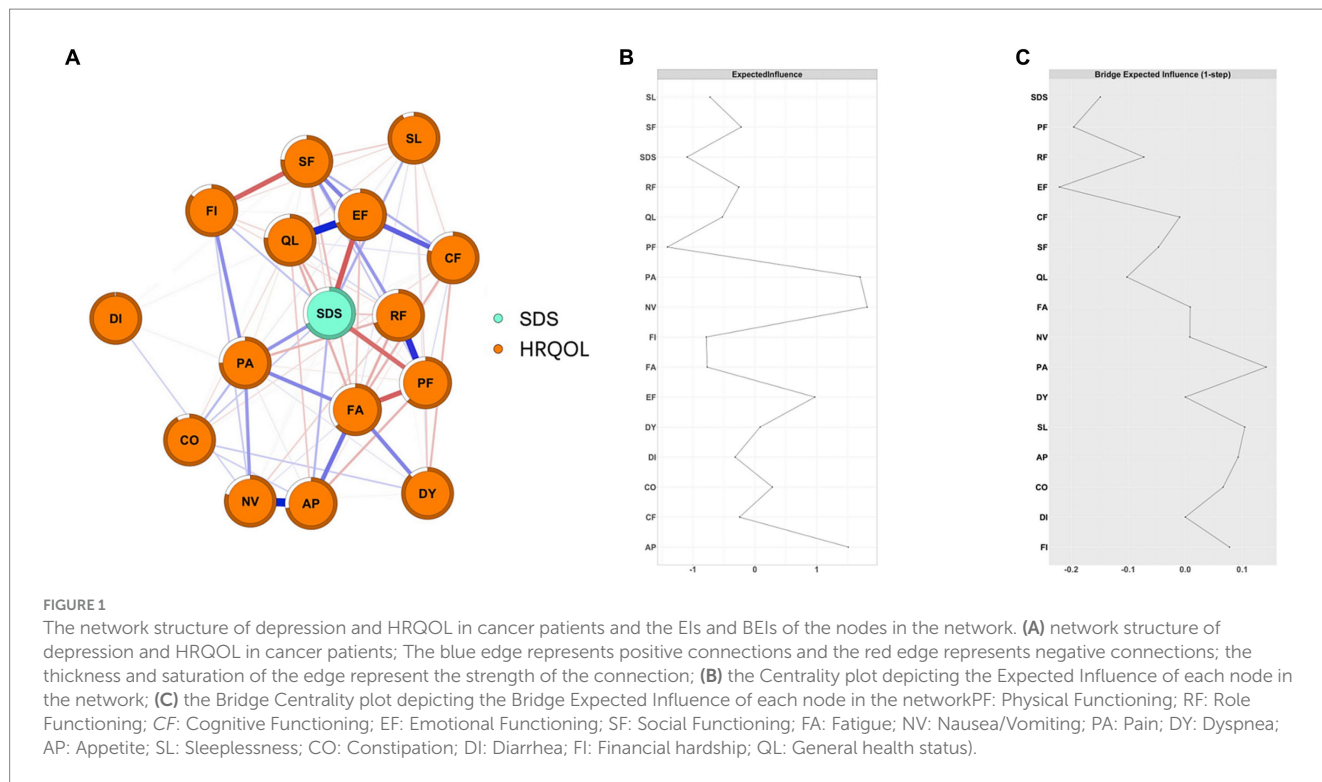 A
SL
SF
EF
FI
QL
CF
SDS
RF
DI
PA
PF
FA
CO
NV
AP
DY
SDS
HRQOL
B
ExpectedInfluence
SL
SF
SDS
RF
QL
PF
PA
NV
FI
FA
EF
DY
DI
CO
CF
AP
-1 0 1
C
Bridge Expected Influence (1-step)
SDS
PF
RF
EF
CF
SF
QL
FA
NV
PA
DY
SL
AP
CO
DI
FI
-0.2 -0.1 0.0 0.1
FIGURE 1
The network structure of depression and HRQOL in cancer patients and the EIs and BEIs of the nodes in the network. (A) network structure of
depression and HRQOL in cancer patients; The blue edge represents positive connections and the red edge represents negative connections; the
thickness and saturation of the edge represent the strength of the connection; (B) the Centrality plot depicting the Expected Influence of each node in
the network; (C) the Bridge Centrality plot depicting the Bridge Expected Influence of each node in the networkPF: Physical Functioning; RF: Role
Functioning; CF: Cognitive Functioning; EF: Emotional Functioning; SF: Social Functioning; FA: Fatigue; NV: Nausea/Vomiting; PA: Pain; DY: Dyspnea;
AP: Appetite; SL: Sleeplessness; CO: Constipation; DI: Diarrhea; FI: Financial hardship; QL: General health status).